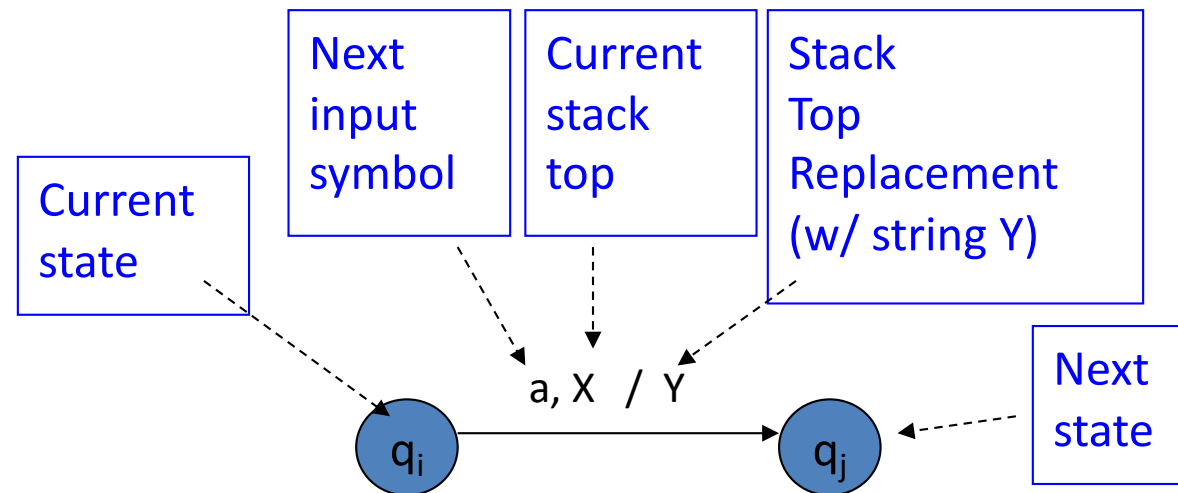 Next
input
symbol
Current
stack
top
Stack
Top
Replacement
(w/ string Y)
Current
state
a, X / Y
Next
state
qi
qj